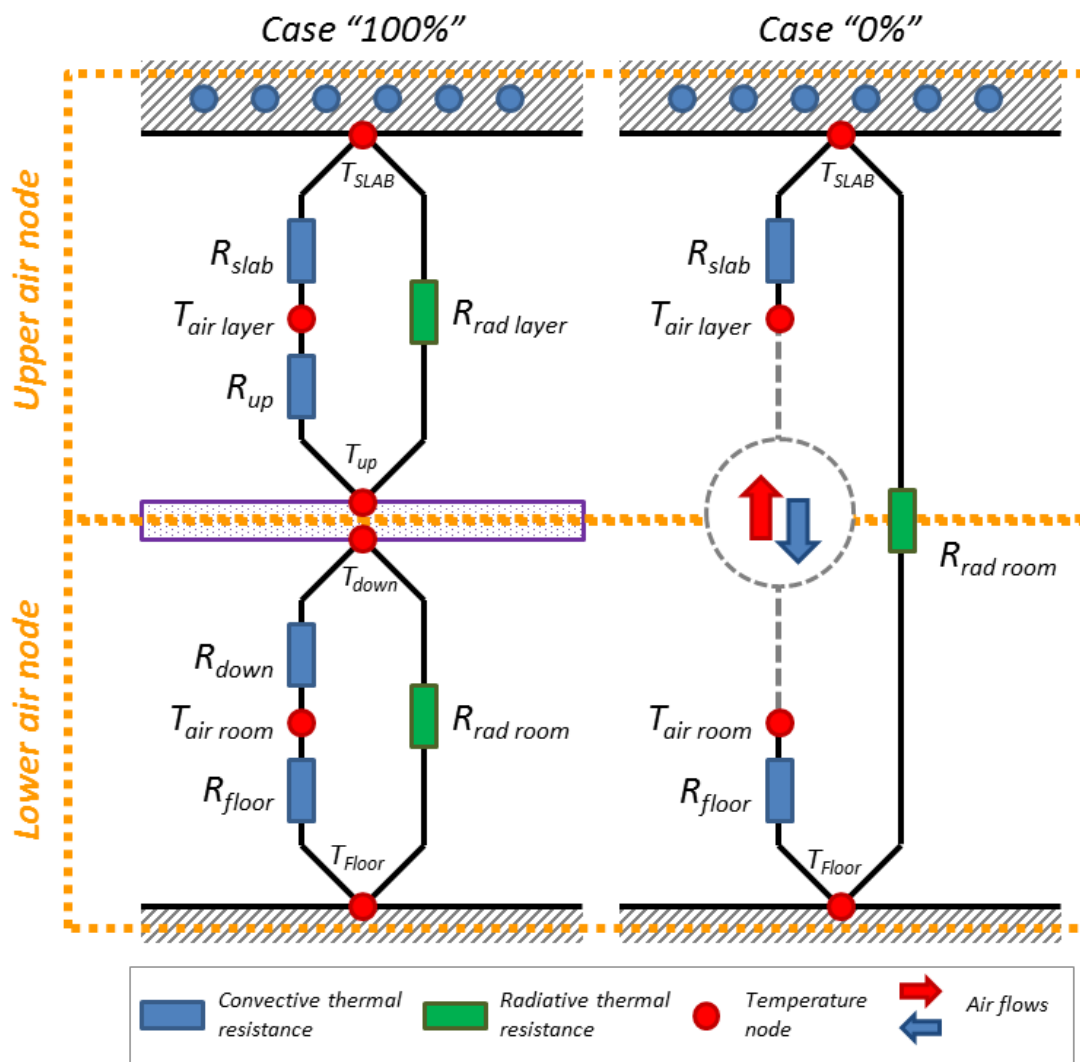 Case “100%”
Case “0%”
Upper air node
Lower air node
T_SLAB
R_slab
T_air layer
R_up
R_rad layer
T_up
T_down
R_down
T_air room
R_floor
R_rad room
T_Floor
T_SLAB
R_slab
T_air layer
R_rad room
T_air room
R_floor
T_Floor
Convective thermal
resistance
Radiative thermal
resistance
Temperature
node
Air flows